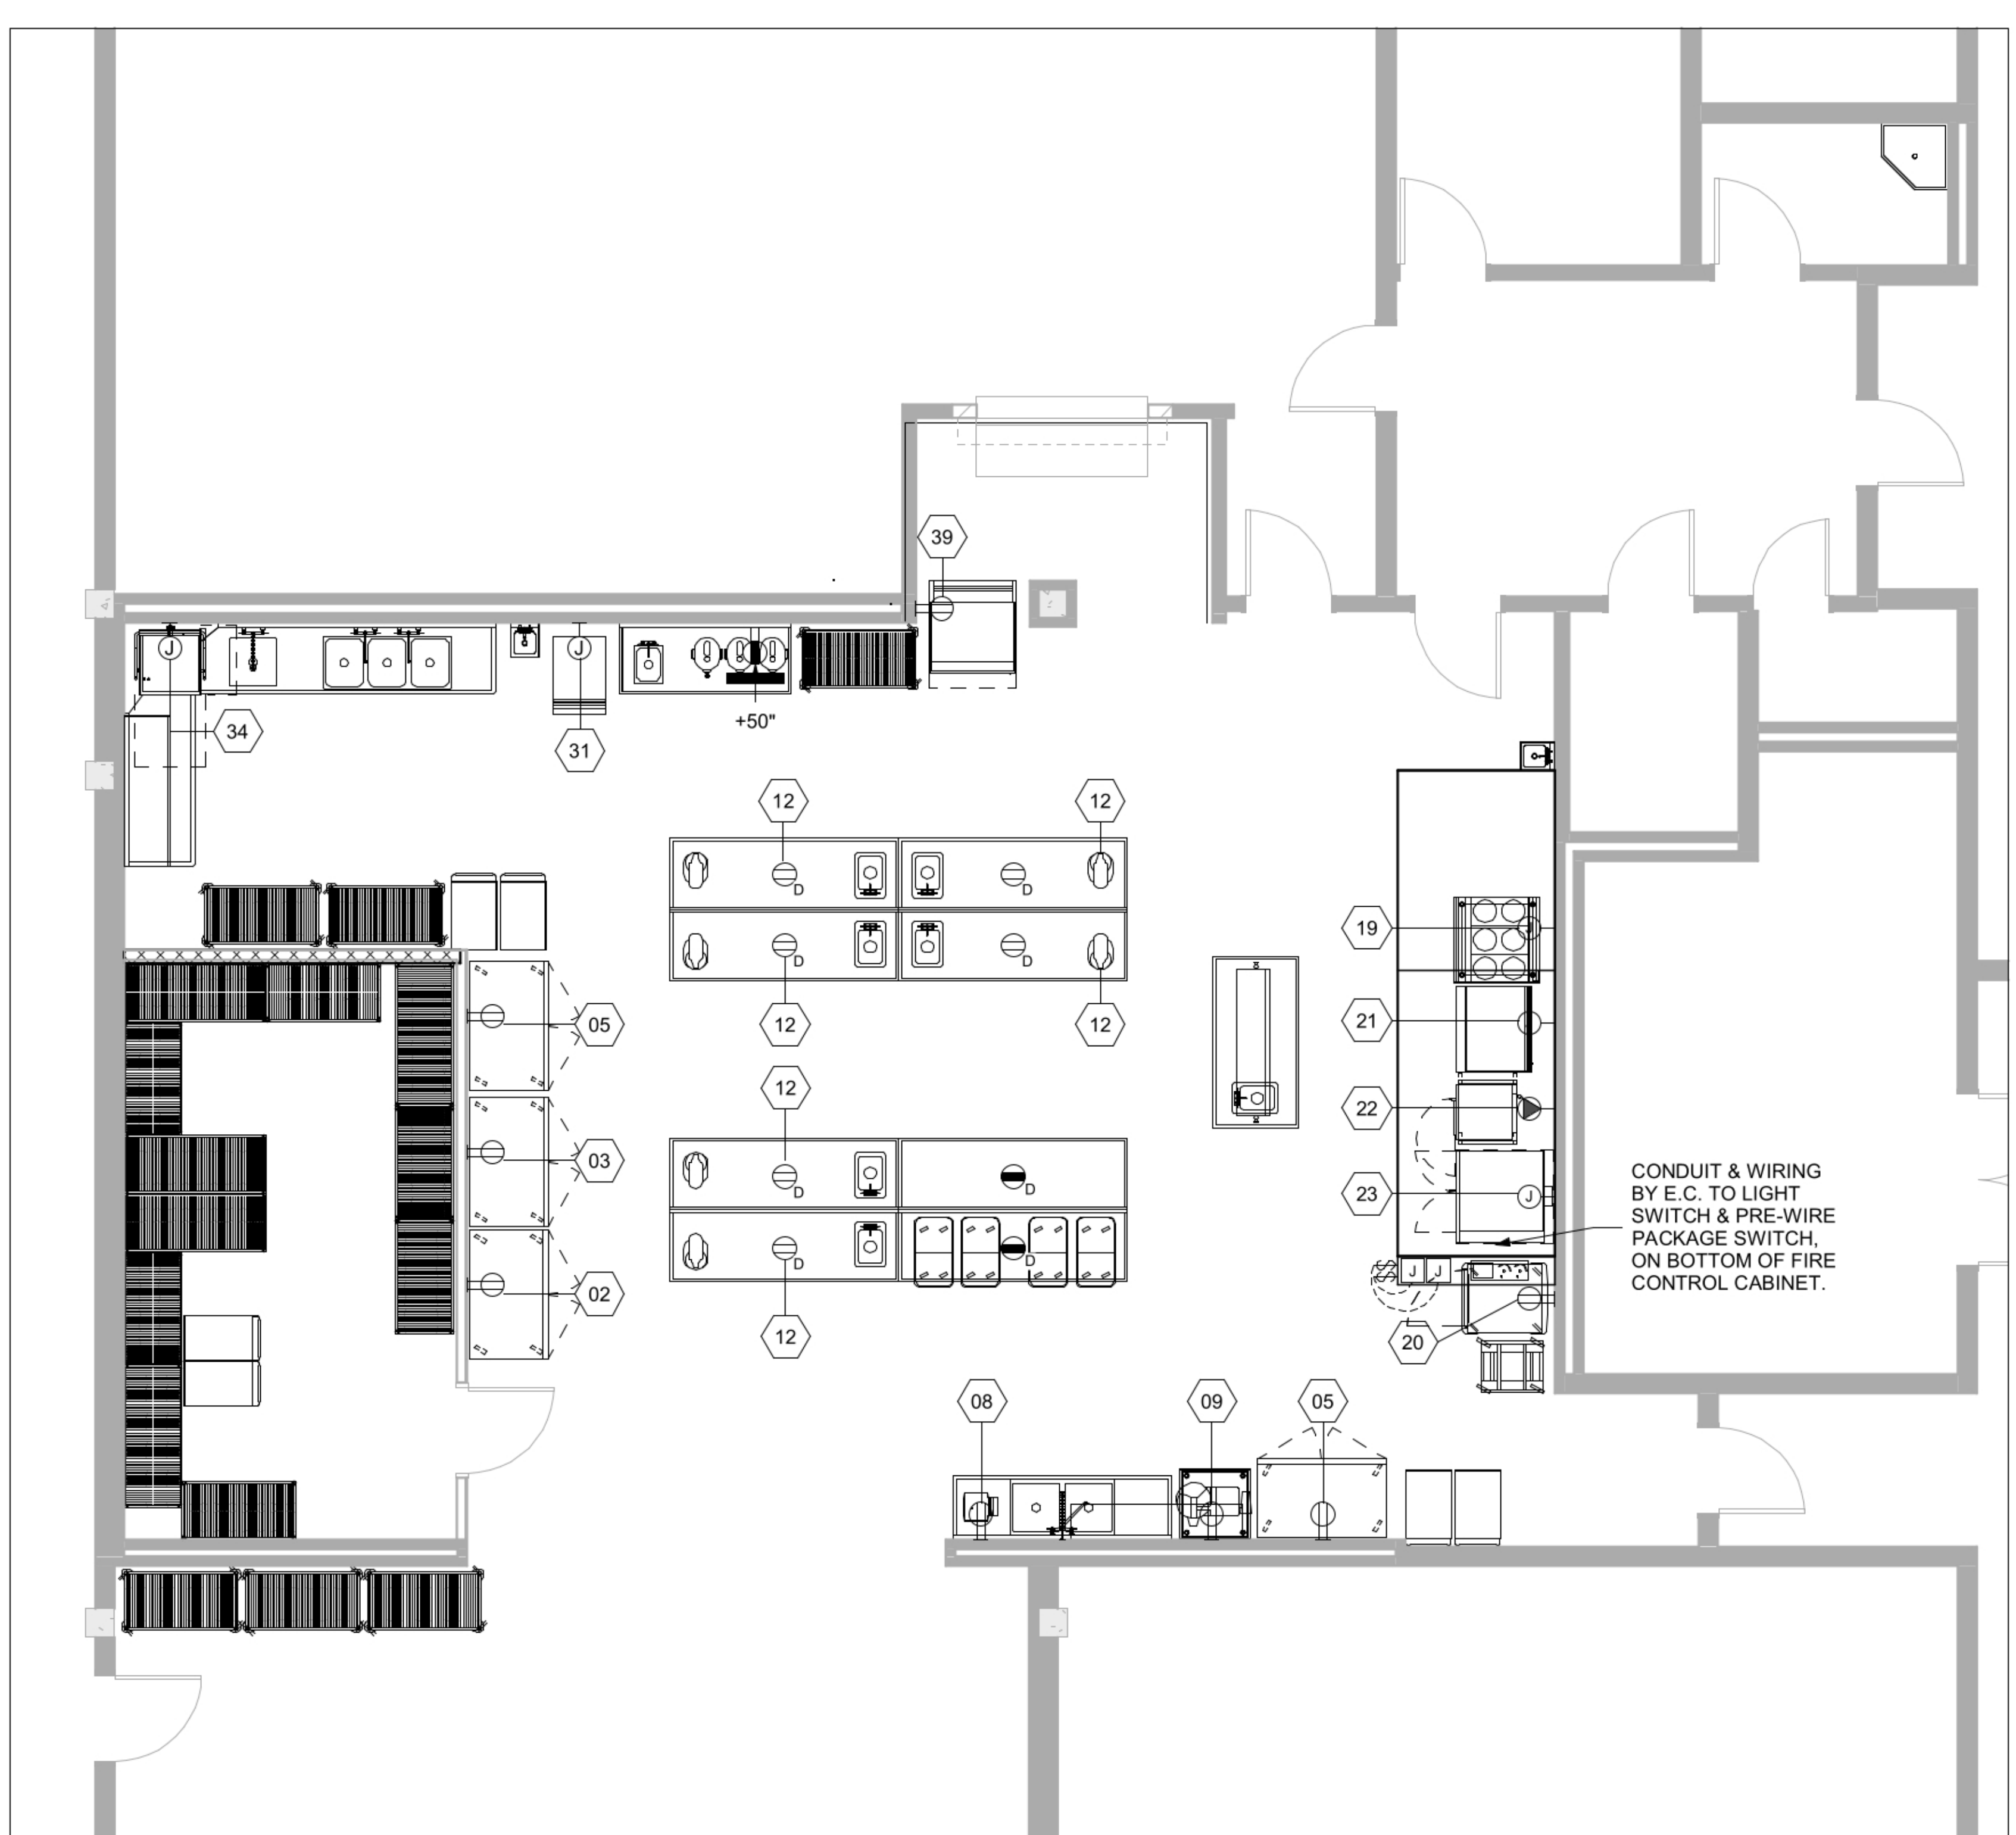 39
J
J
34
31
+50"
12
12
D
D
D
D
12
12
19
J
21
22
23
J
05
03
02
12
D
D
D
D
12
CONDUIT & WIRING
BY E.C. TO LIGHT
SWITCH & PRE-WIRE
PACKAGE SWITCH,
ON BOTTOM OF FIRE
CONTROL CABINET.
$$ J J
20
08
09
05